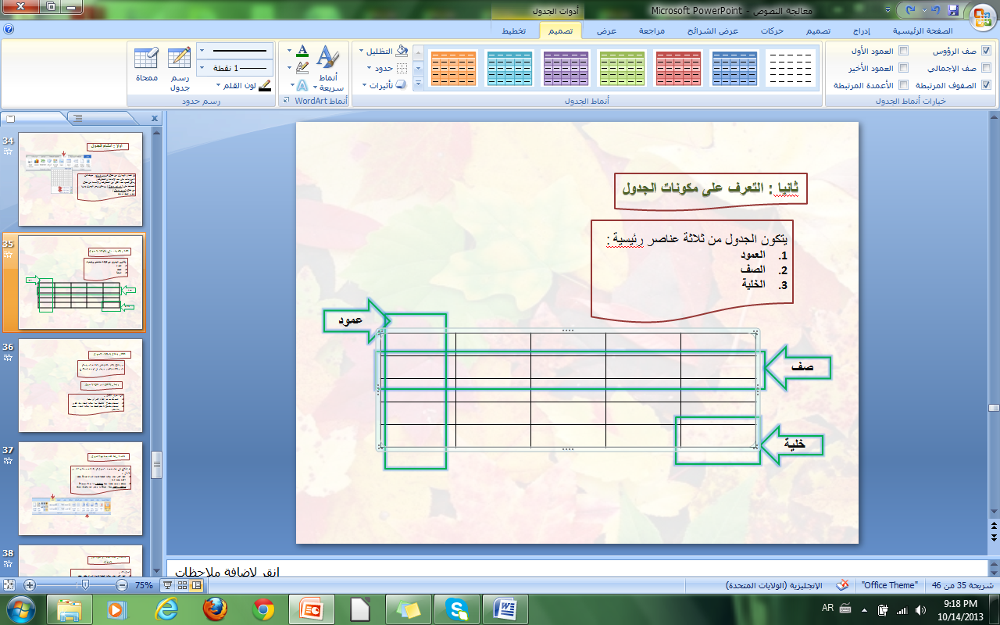 معالجة النصوص - Microsoft PowerPoint
أدوات الجدول
الصفحة الرئيسية إدراج تصميم حركات عرض الشرائح مراجعة عرض تصميم تخطيط
صف الرؤوس العمود الأول
صف الإجمالي العمود الأخير
الصفوف المرتبطة الأعمدة المرتبطة
خيارات أنماط الجدول
أنماط الجدول
التظليل
حدود
تأثيرات
أنماط سريعة
أنماط WordArt
1 نقطة
لون القلم
رسم جدول
ممحاة
رسم حدود
34
35
36
37
38
ثانيا : التعرف على مكونات الجدول
يتكون الجدول من ثلاثة عناصر رئيسية :
1. العمود
2. الصف
3. الخلية
عمود
صف
خلية
انقر لإضافة ملاحظات
شريحة 35 من 46 "Office Theme" الإنجليزية (الولايات المتحدة) 75%
AR 9:18 PM
10/14/2013